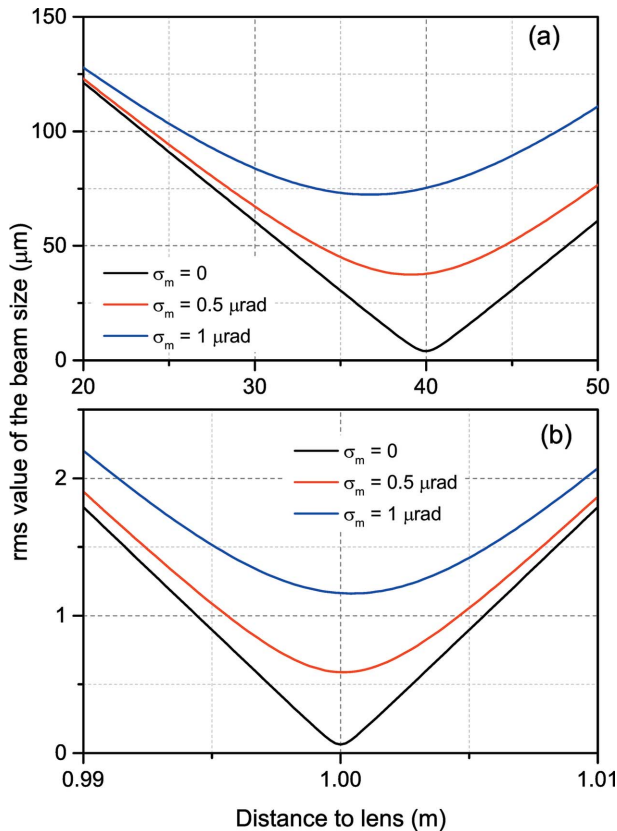 (a)
150
100
50
0
σm = 0
σm = 0.5 μrad
σm = 1 μrad
20 30 40 50
rms value of the beam size (μm)
(b)
2
1
0
σm = 0
σm = 0.5 μrad
σm = 1 μrad
0.99 1.00 1.01
Distance to lens (m)